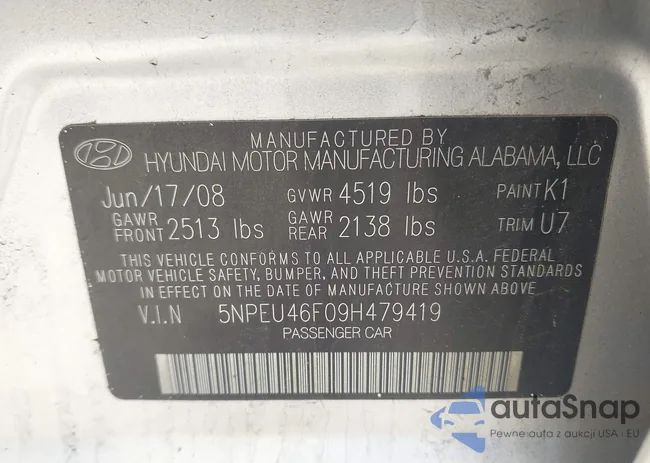 MANUFACTURED BY
HYUNDAI MOTOR MANUFACTURING ALABAMA, LLC
Jun/17/08 GVWR 4519 lbs PAINT K1
GAWR FRONT 2513 lbs GAWR REAR 2138 lbs TRIM U7
THIS VEHICLE CONFORMS TO ALL APPLICABLE U.S.A. FEDERAL
MOTOR VEHICLE SAFETY, BUMPER, AND THEFT PREVENTION STANDARDS
IN EFFECT ON THE DATE OF MANUFACTURE SHOWN ABOVE
V.I.N 5NPEU46F09H479419
PASSENGER CAR
autaSnap
Pewne auta z aukcji USA i EU